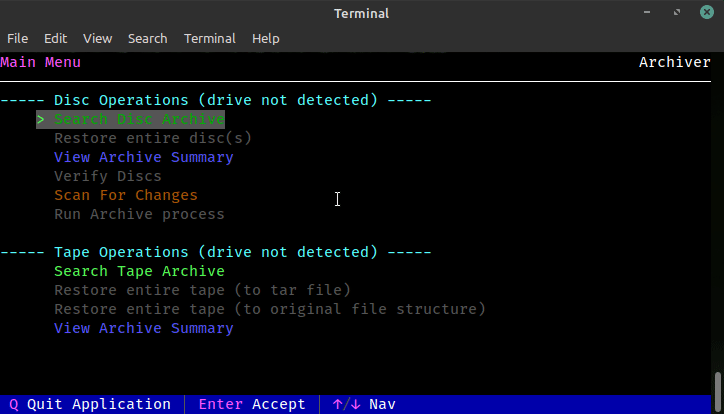 Terminal
File Edit View Search Terminal Help
Main Menu Archiver
----- Disc Operations (drive not detected) -----
> Search Disc Archive
Restore entire disc(s)
View Archive Summary
Verify Discs
Scan For Changes
Run Archive process
----- Tape Operations (drive not detected) -----
Search Tape Archive
Restore entire tape (to tar file)
Restore entire tape (to original file structure)
View Archive Summary
Q Quit Application │ Enter Accept │ ↑/↓ Nav